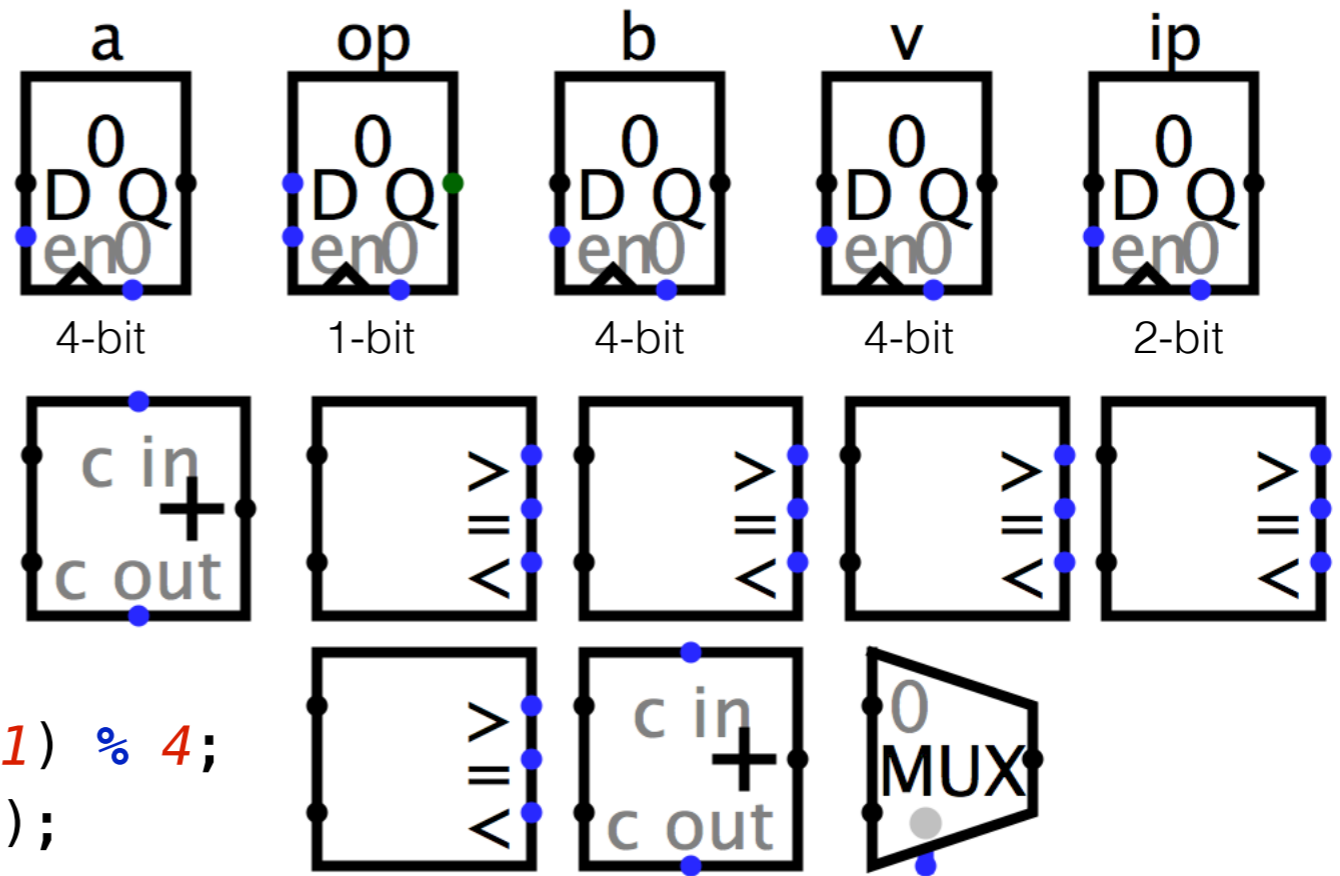 a op b v ip
0 0 0 0 0
D Q D Q D Q D Q D Q
en0 en0 en0 en0 en0
4-bit 1-bit 4-bit 4-bit 2-bit
c in > > > >
+ = = = =
c out < < < <
> c in 0
1) % 4; = + MUX
); < c out